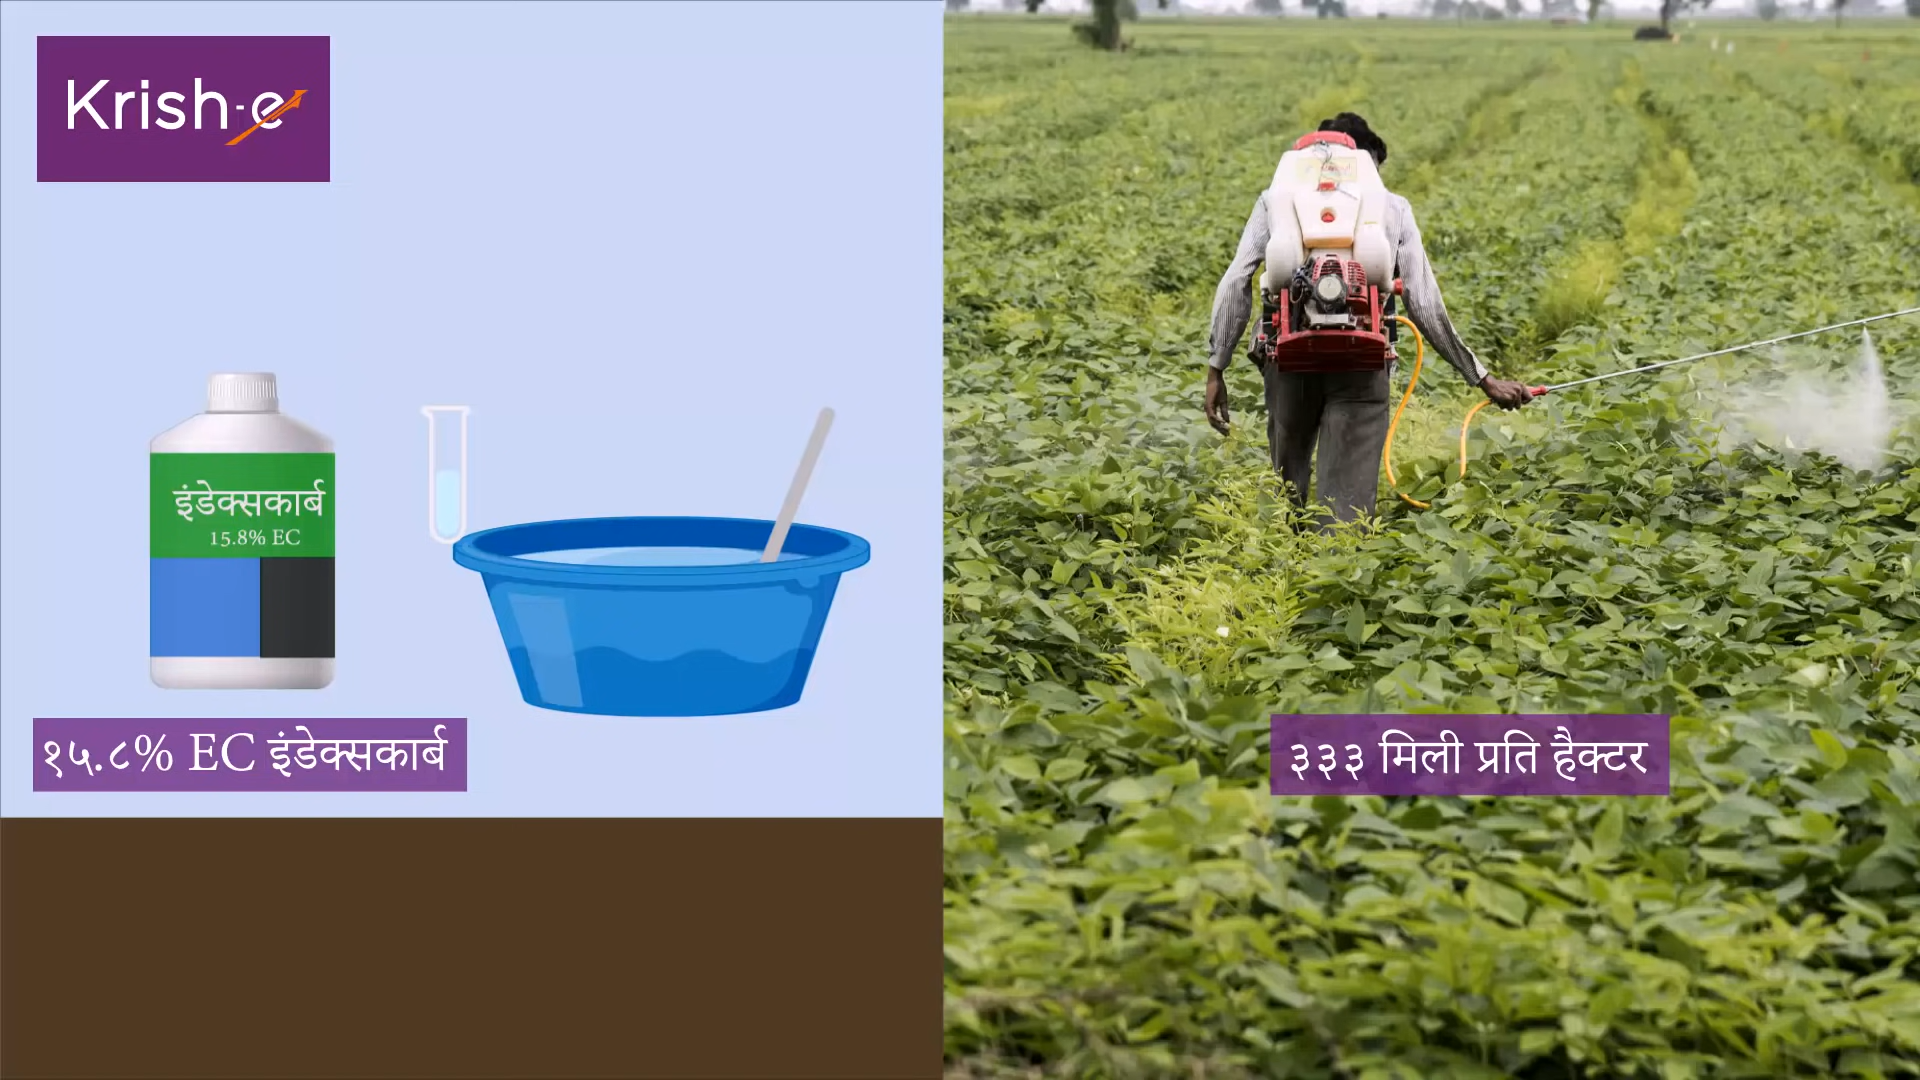 Krish-e
इंडेक्सकार्ब
15.8% EC
१५.८% EC इंडेक्सकार्ब
३३३ मिली प्रति हैक्टर